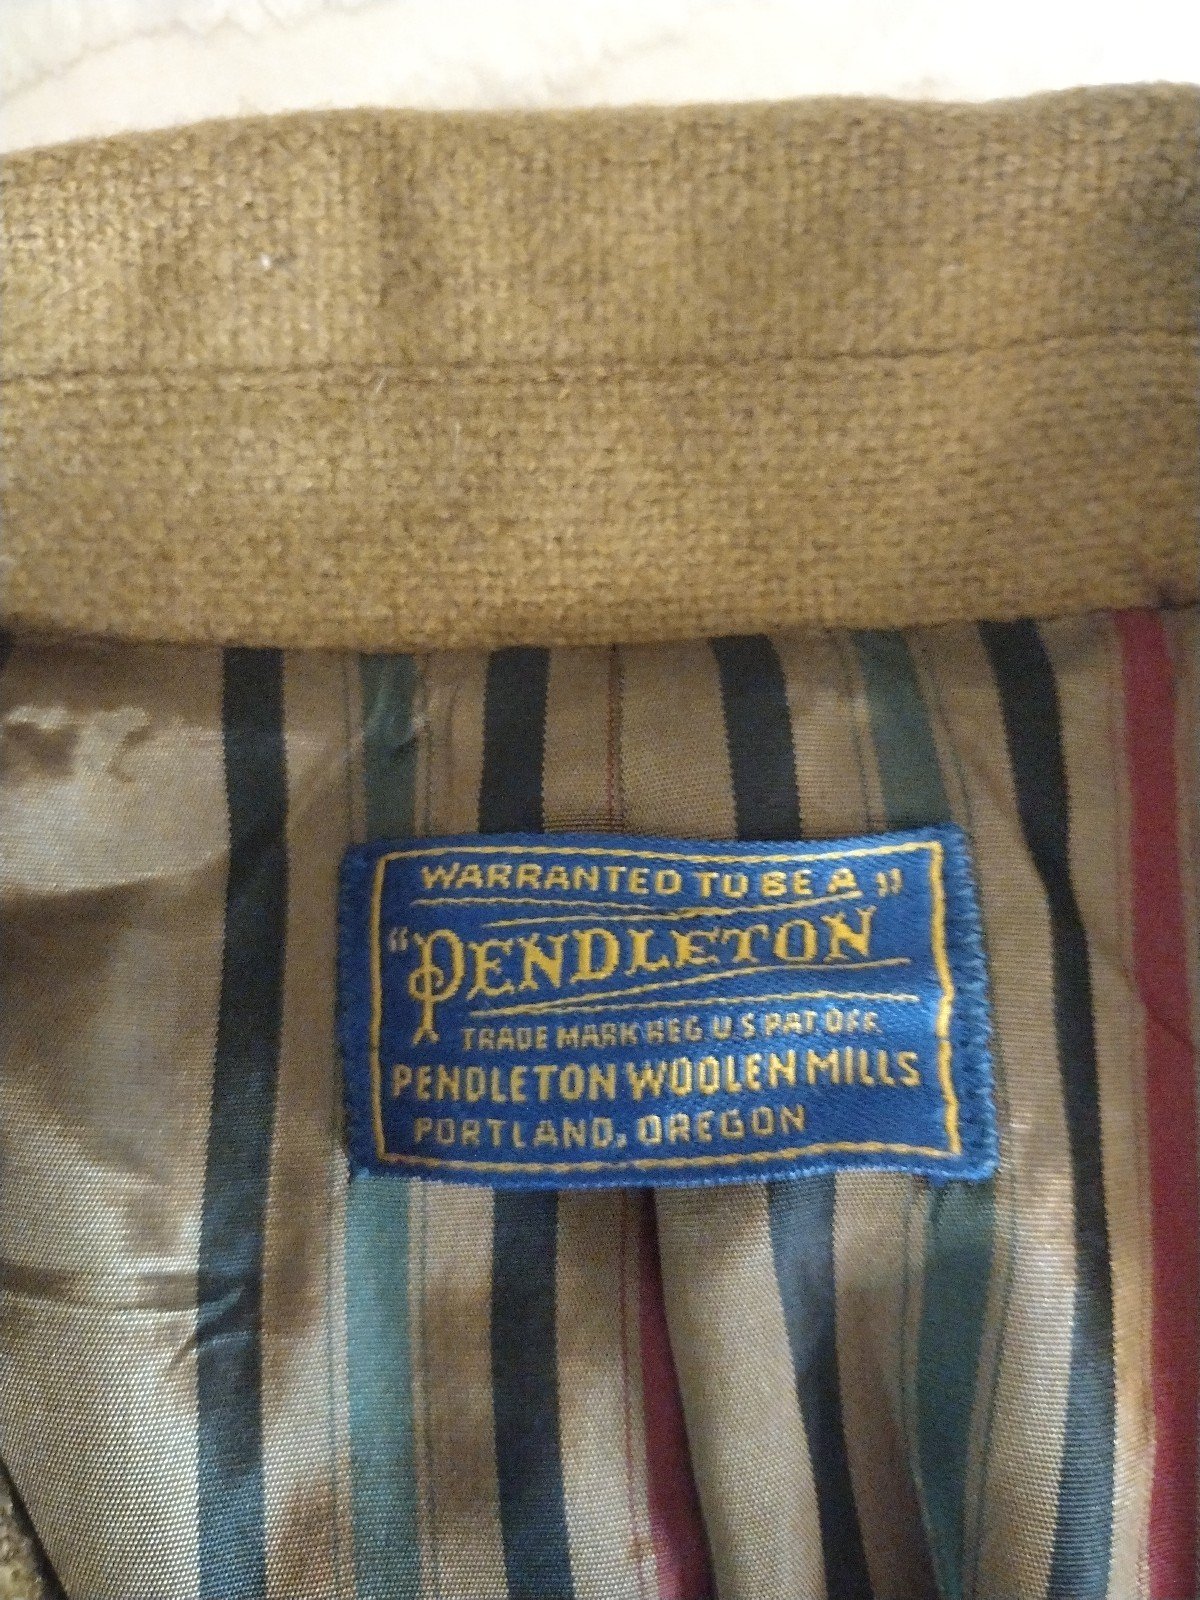 WARRANTED TO BE A
"PENDLETON"
TRADE MARK REG. U.S. PAT. OFF.
PENDLETON WOOLEN MILLS
PORTLAND, OREGON